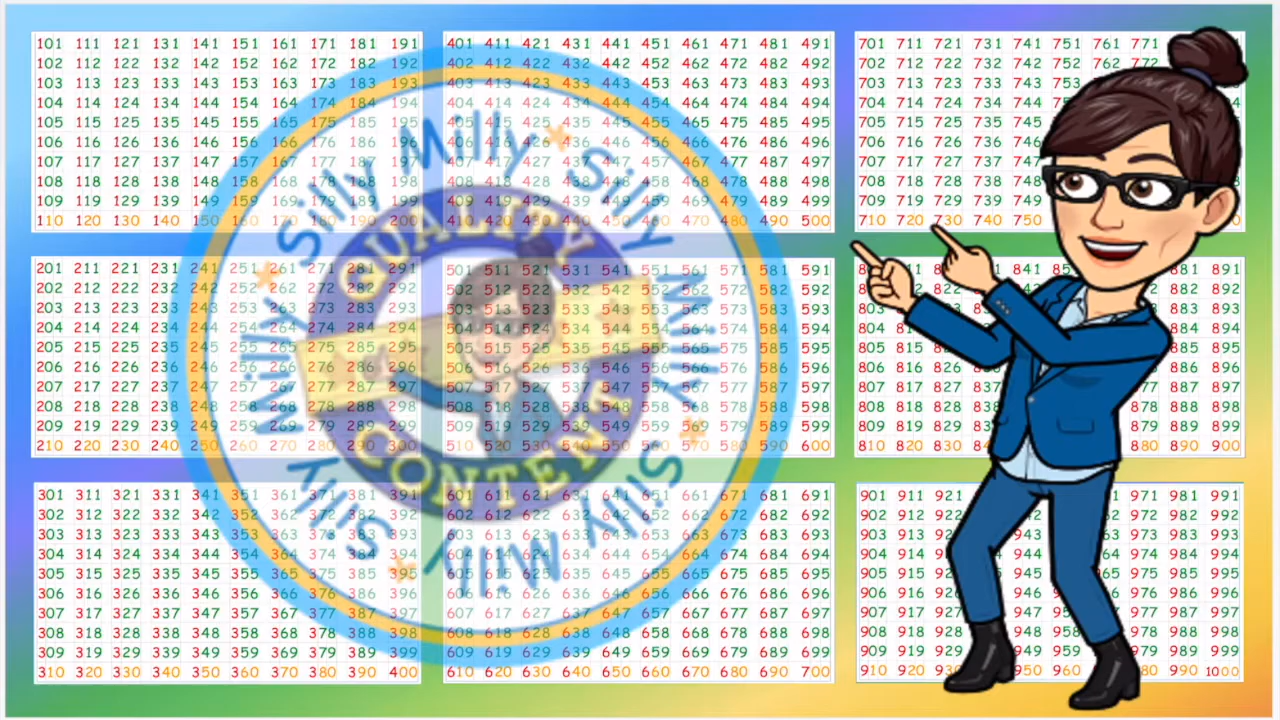 101 111 121 131 141 151 161 171 181 191
102 112 122 132 142 152 162 172 182 192
103 113 123 133 143 153 163 173 183 193
104 114 124 134 144 154 164 174 184 194
105 115 125 135 145 155 165 175 185 195
106 116 126 136 146 156 166 176 186 196
107 117 127 137 147 157 167 177 187 197
108 118 128 138 148 158 168 178 188 198
109 119 129 139 149 159 169 179 189 199
110 120 130 140 150 160 170 180 190 200
401 411 421 431 441 451 461 471 481 491
402 412 422 432 442 452 462 472 482 492
403 413 423 433 443 453 463 473 483 493
404 414 424 434 444 454 464 474 484 494
405 415 425 435 445 455 465 475 485 495
406 416 426 436 446 456 466 476 486 496
407 417 427 437 447 457 467 477 487 497
408 418 428 438 448 458 468 478 488 498
409 419 429 439 449 459 469 479 489 499
410 420 430 440 450 460 470 480 490 500
701 711 721 731 741 751 761 771
702 712 722 732 742 752 762 772
703 713 723 733 743 753
704 714 724 734 744
705 715 725 735 745
706 716 726 736 746
707 717 727 737 747
708 718 728 738 748
709 719 729 739 749
710 720 730 740 750
201 211 221 231 241 251 261 271 281 291
202 212 222 232 242 252 262 272 282 292
203 213 223 233 243 253 263 273 283 293
204 214 224 234 244 254 264 274 284 294
205 215 225 235 245 255 265 275 285 295
206 216 226 236 246 256 266 276 286 296
207 217 227 237 247 257 267 277 287 297
208 218 228 238 248 258 268 278 288 298
209 219 229 239 249 259 269 279 289 299
210 220 230 240 250 260 270 280 290 300
501 511 521 531 541 551 561 571 581 591
502 512 522 532 542 552 562 572 582 592
503 513 523 533 543 553 563 573 583 593
504 514 524 534 544 554 564 574 584 594
505 515 525 535 545 555 565 575 585 595
506 516 526 536 546 556 566 576 586 596
507 517 527 537 547 557 567 577 587 597
508 518 528 538 548 558 568 578 588 598
509 519 529 539 549 559 569 579 589 599
510 520 530 540 550 560 570 580 590 600
841 881 891
882 892
803 893
804 884 894
805 815 885 895
806 816 826 886 896
807 817 827 837 887 897
808 818 828 838 878 888 898
809 819 829 879 889 899
810 820 830 880 890 900
301 311 321 331 341 351 361 371 381 391
302 312 322 332 342 352 362 372 382 392
303 313 323 333 343 353 363 373 383 393
304 314 324 334 344 354 364 374 384 394
305 315 325 335 345 355 365 375 385 395
306 316 326 336 346 356 366 376 386 396
307 317 327 337 347 357 367 377 387 397
308 318 328 338 348 358 368 378 388 398
309 319 329 339 349 359 369 379 389 399
310 320 330 340 350 360 370 380 390 400
601 611 621 631 641 651 661 671 681 691
602 612 622 632 642 652 662 672 682 692
603 613 623 633 643 653 663 673 683 693
604 614 624 634 644 654 664 674 684 694
605 615 625 635 645 655 665 675 685 695
606 616 626 636 646 656 666 676 686 696
607 617 627 637 647 657 667 677 687 697
608 618 628 638 648 658 668 678 688 698
609 619 629 639 649 659 669 679 689 699
610 620 630 640 650 660 670 680 690 700
901 911 921 971 981 991
902 912 922 972 982 992
903 913 923 973 983 993
904 914 924 944 974 984 994
905 915 925 945 975 985 995
906 916 926 946 976 986 996
907 917 927 947 977 987 997
908 918 928 948 958 978 988 998
909 919 929 949 959 979 989 999
910 920 950 960 990 1000
Silly Milly
Silly Milly
Silly Milly
Silly Milly
QUALITY
CONTENT